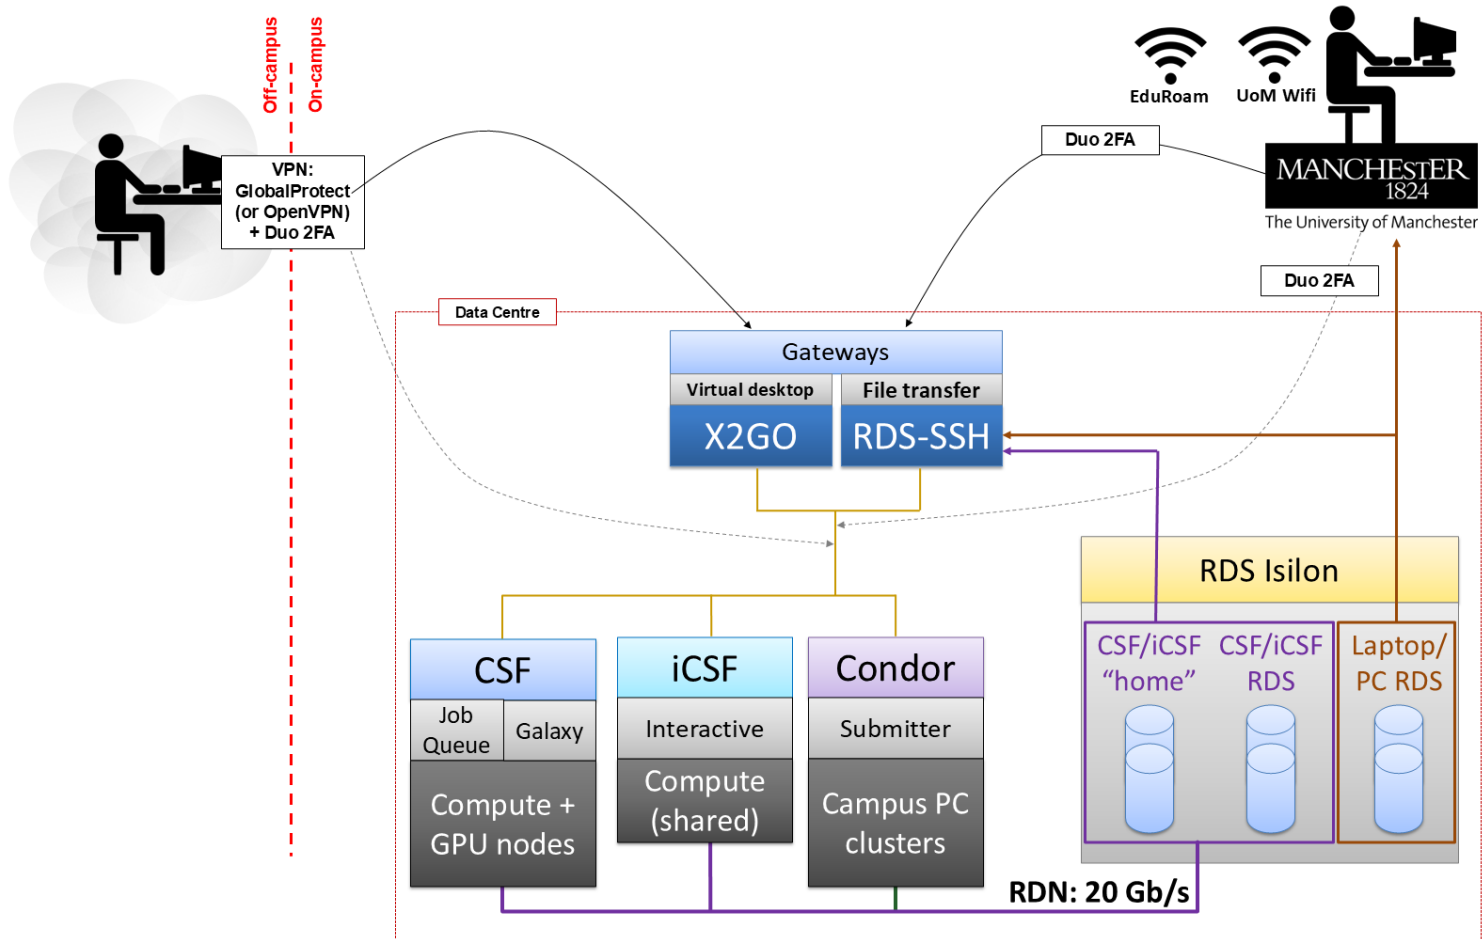 Off-campus
On-campus
EduRoam
UoM Wifi
Duo 2FA
MANCHESTER
1824
The University of Manchester
VPN:
GlobalProtect
(or OpenVPN)
+ Duo 2FA
Duo 2FA
Data Centre
Gateways
Virtual desktop
File transfer
X2GO
RDS-SSH
RDS Isilon
CSF/iCSF
"home"
CSF/iCSF
RDS
Laptop/
PC RDS
CSF
Job
Queue
Galaxy
Compute +
GPU nodes
iCSF
Interactive
Compute
(shared)
Condor
Submitter
Campus PC
clusters
RDN: 20 Gb/s